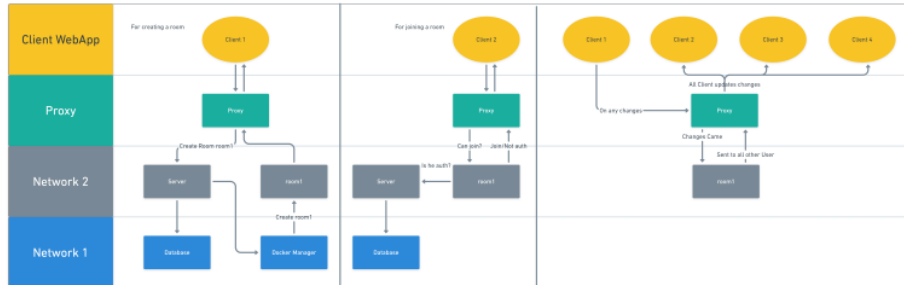 Client WebApp
For creating a room
Client 1
For joining a room
Client 2
Client 1
Client 2
Client 3
Client 4
All Client updates changes
Proxy
Proxy
Proxy
On any changes
Proxy
Create Room room1
Can join?
Join/Not auth
Changes Came
Sent to all other User
Network 2
Server
room1
Is he auth?
Server
room1
room1
Create room1
Network 1
Database
Docker Manager
Database